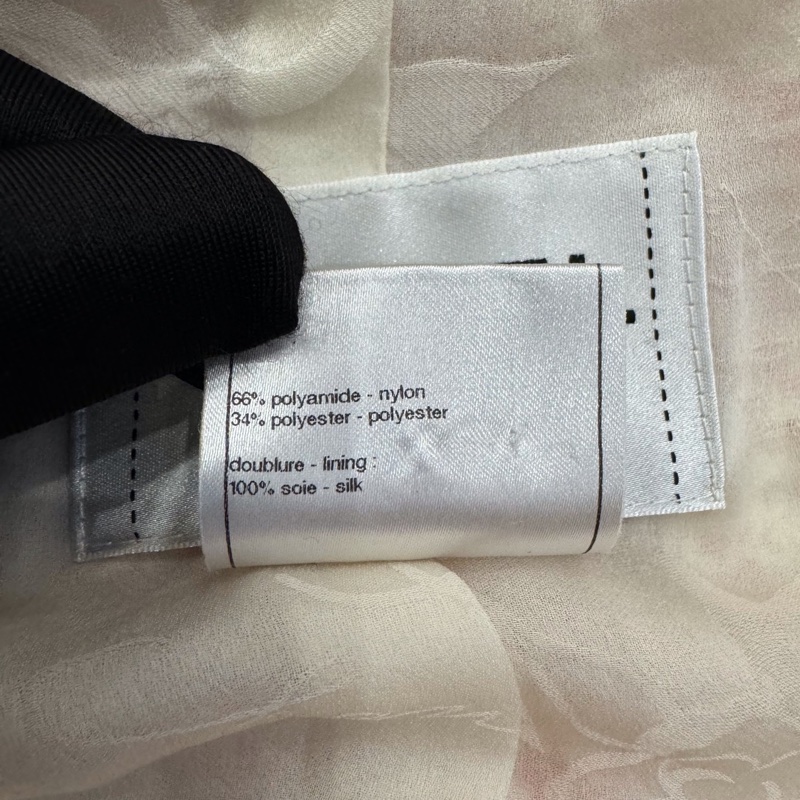 66% polyamide - nylon
34% polyester - polyester
doublure - lining :
100% soie - silk